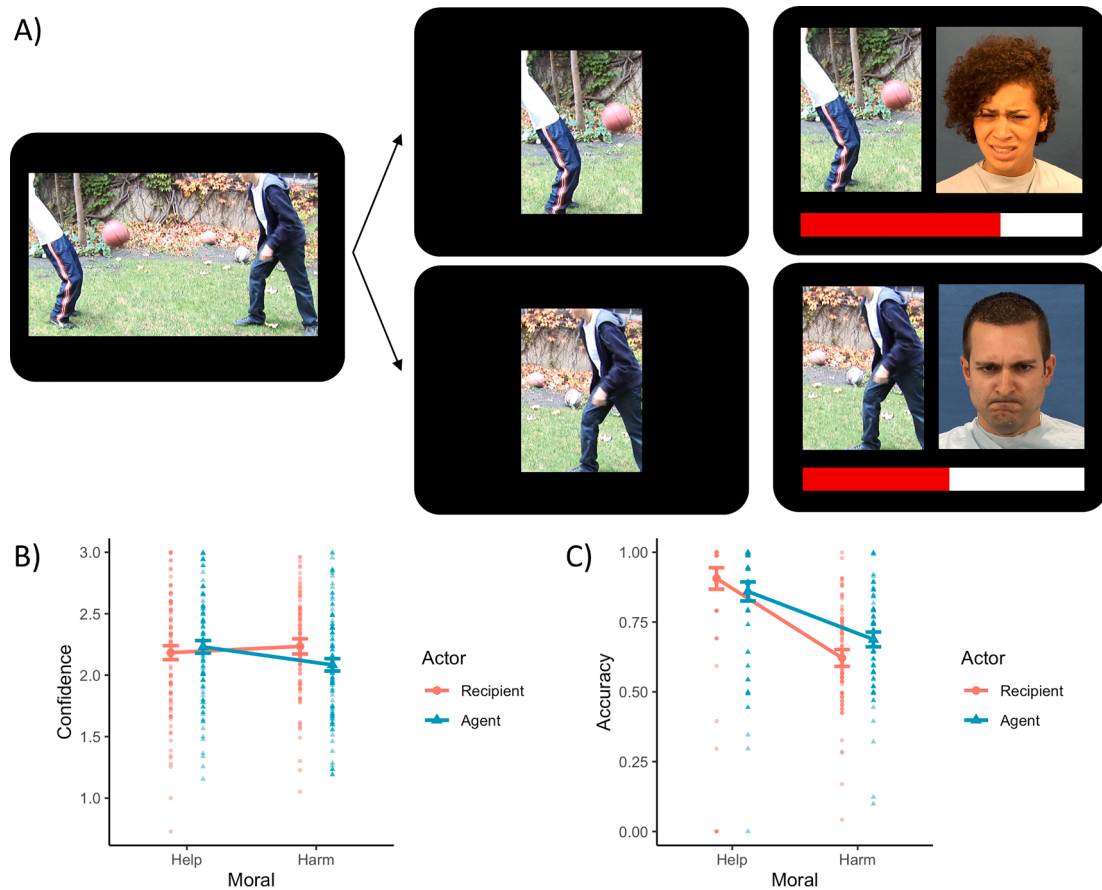 A)
B)
3.0
2.5
2.0
1.5
1.0
Confidence
Help
Harm
Moral
Actor
Recipient
Agent
C)
1.00
0.75
0.50
0.25
0.00
Accuracy
Help
Harm
Moral
Actor
Recipient
Agent